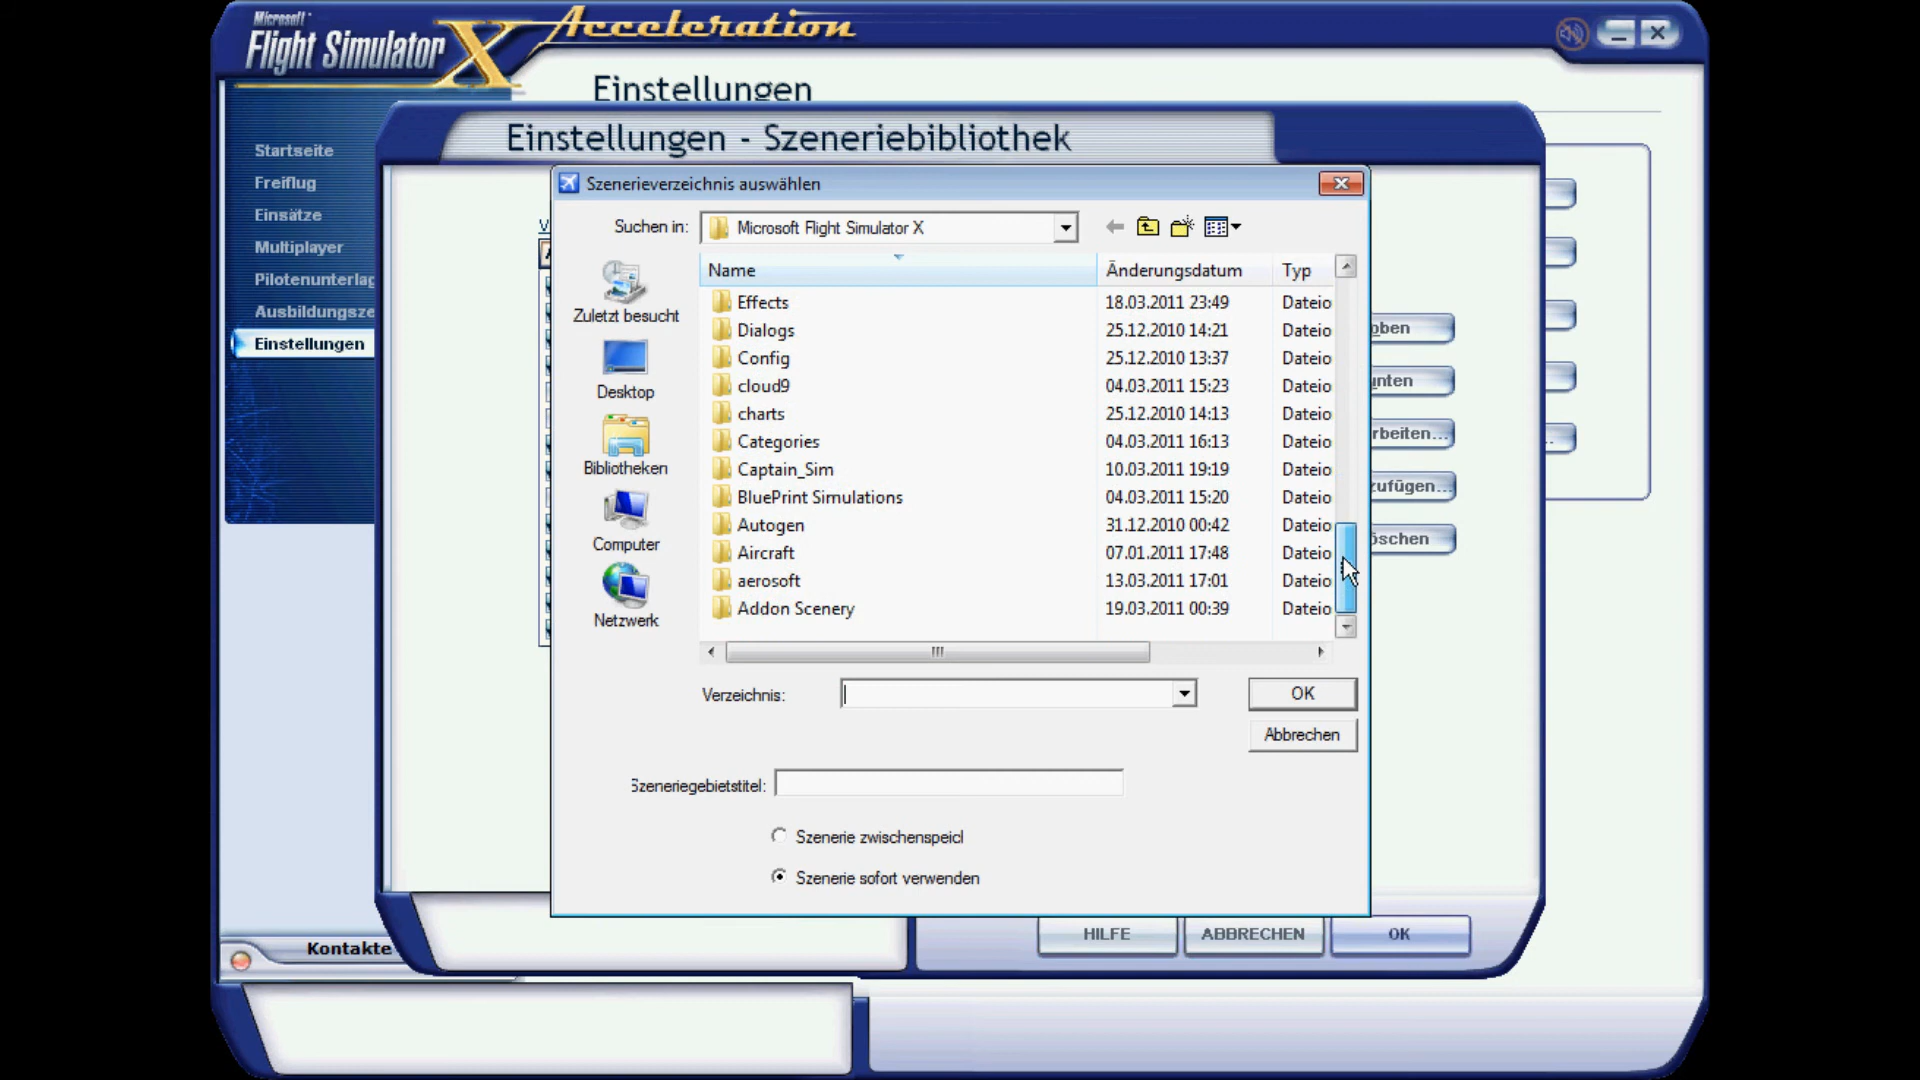 Microsoft
Flight Simulator X
Acceleration
Einstellungen
Einstellungen - Szeneriebibliothek
Startseite
Freiflug
Einsätze
Multiplayer
Pilotenunterlag
Ausbildungsze
Einstellungen
Szenerieverzeichnis auswählen
Suchen in: Microsoft Flight Simulator X
Name Änderungsdatum Typ
Effects 18.03.2011 23:49 Dateio
Dialogs 25.12.2010 14:21 Dateio
Config 25.12.2010 13:37 Dateio
cloud9 04.03.2011 15:23 Dateio
charts 25.12.2010 14:13 Dateio
Categories 04.03.2011 16:13 Dateio
Captain_Sim 10.03.2011 19:19 Dateio
BluePrint Simulations 04.03.2011 15:20 Dateio
Autogen 31.12.2010 00:42 Dateio
Aircraft 07.01.2011 17:48 Dateio
aerosoft 13.03.2011 17:01 Dateio
Addon Scenery 19.03.2011 00:39 Dateio
Zuletzt besucht
Desktop
Bibliotheken
Computer
Netzwerk
Verzeichnis:
OK
Abbrechen
Szeneriegebietstitel:
Szenerie zwischenspeicl
Szenerie sofort verwenden
V
oben
unten
rbeiten...
zufügen...
öschen
HILFE
ABBRECHEN
OK
Kontakte